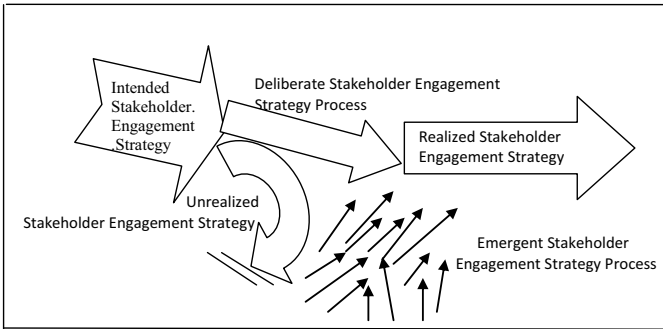 Intended
Stakeholder.
Engagement
.Strategy
Deliberate Stakeholder Engagement
Strategy Process
Realized Stakeholder
Engagement Strategy
Unrealized
Stakeholder Engagement Strategy
Emergent Stakeholder
Engagement Strategy Process